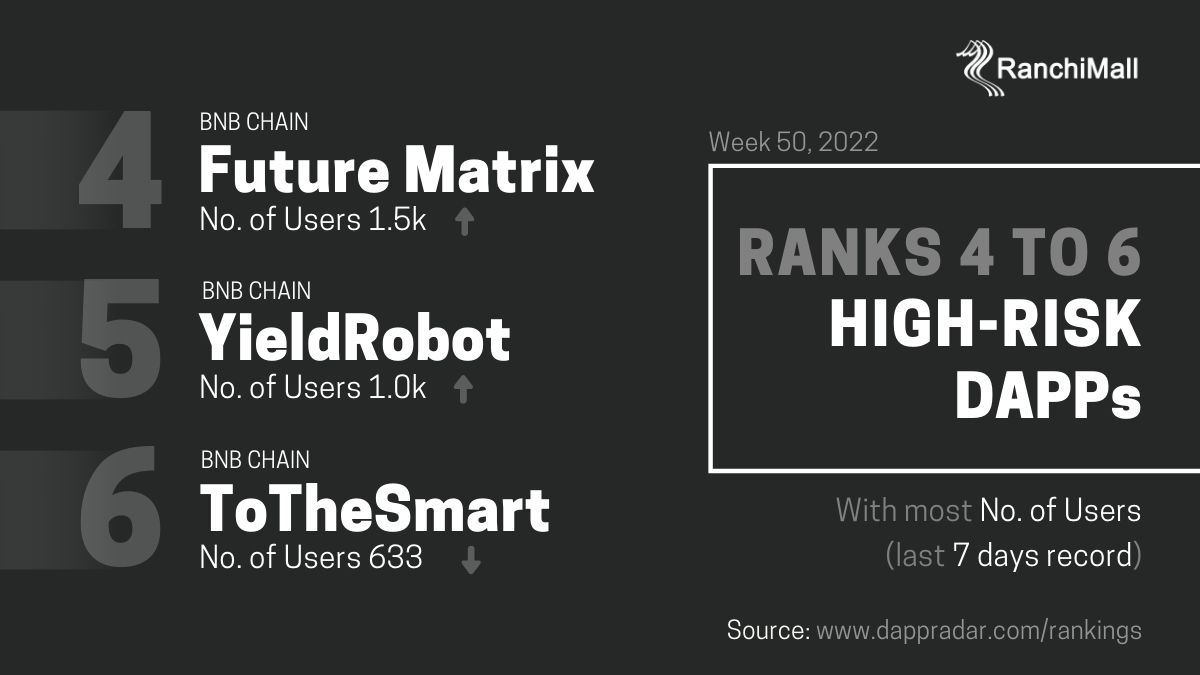 RanchiMall
4
BNB CHAIN
Future Matrix
No. of Users 1.5k
5
BNB CHAIN
YieldRobot
No. of Users 1.0k
6
BNB CHAIN
ToTheSmart
No. of Users 633
Week 50, 2022
RANKS 4 TO 6
HIGH-RISK
DAPPs
With most No. of Users
(last 7 days record)
Source: www.dappradar.com/rankings